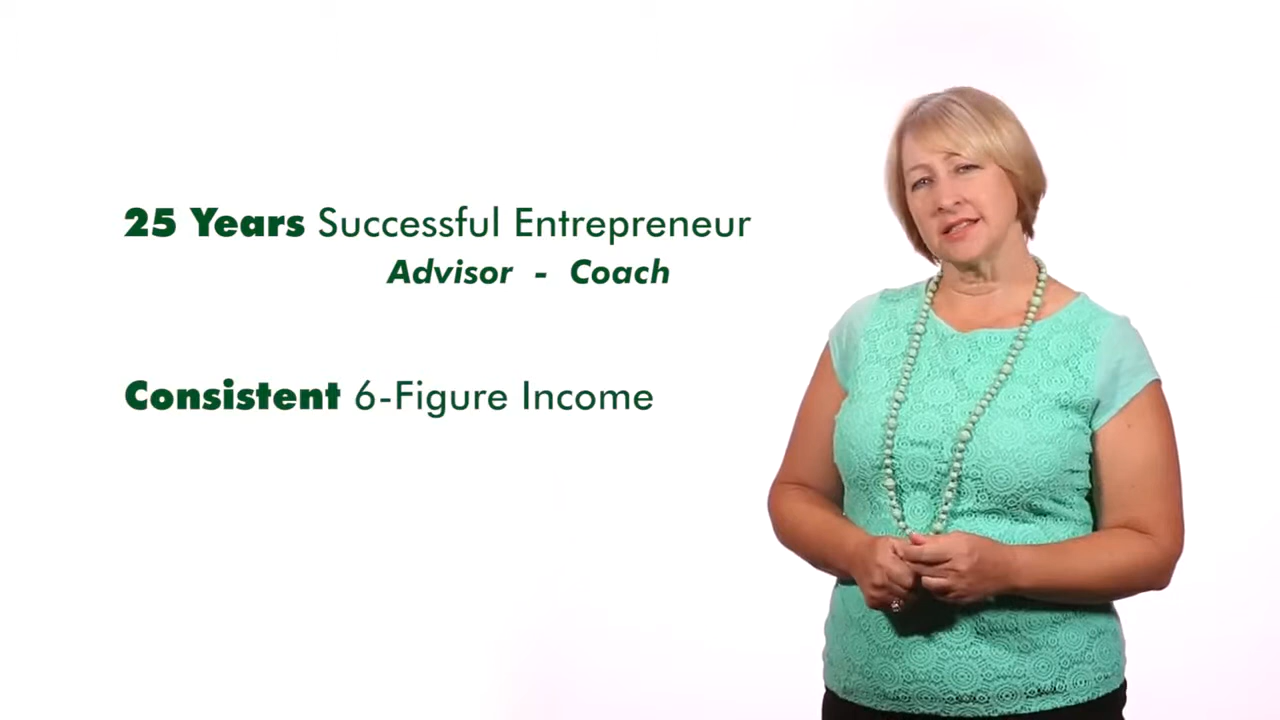 25 Years Successful Entrepreneur
Advisor - Coach
Consistent 6-Figure Income